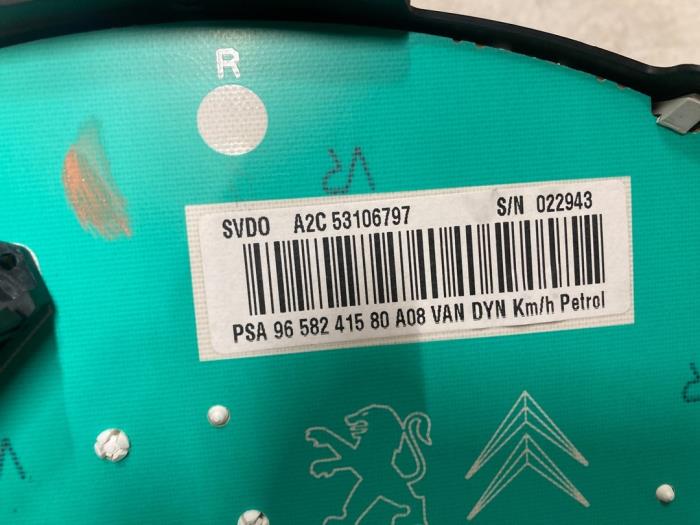 R
VR
SVDO A2C 53106797 S/N 022943
PSA 96 582 415 80 A08 VAN DYN Km/h Petrol